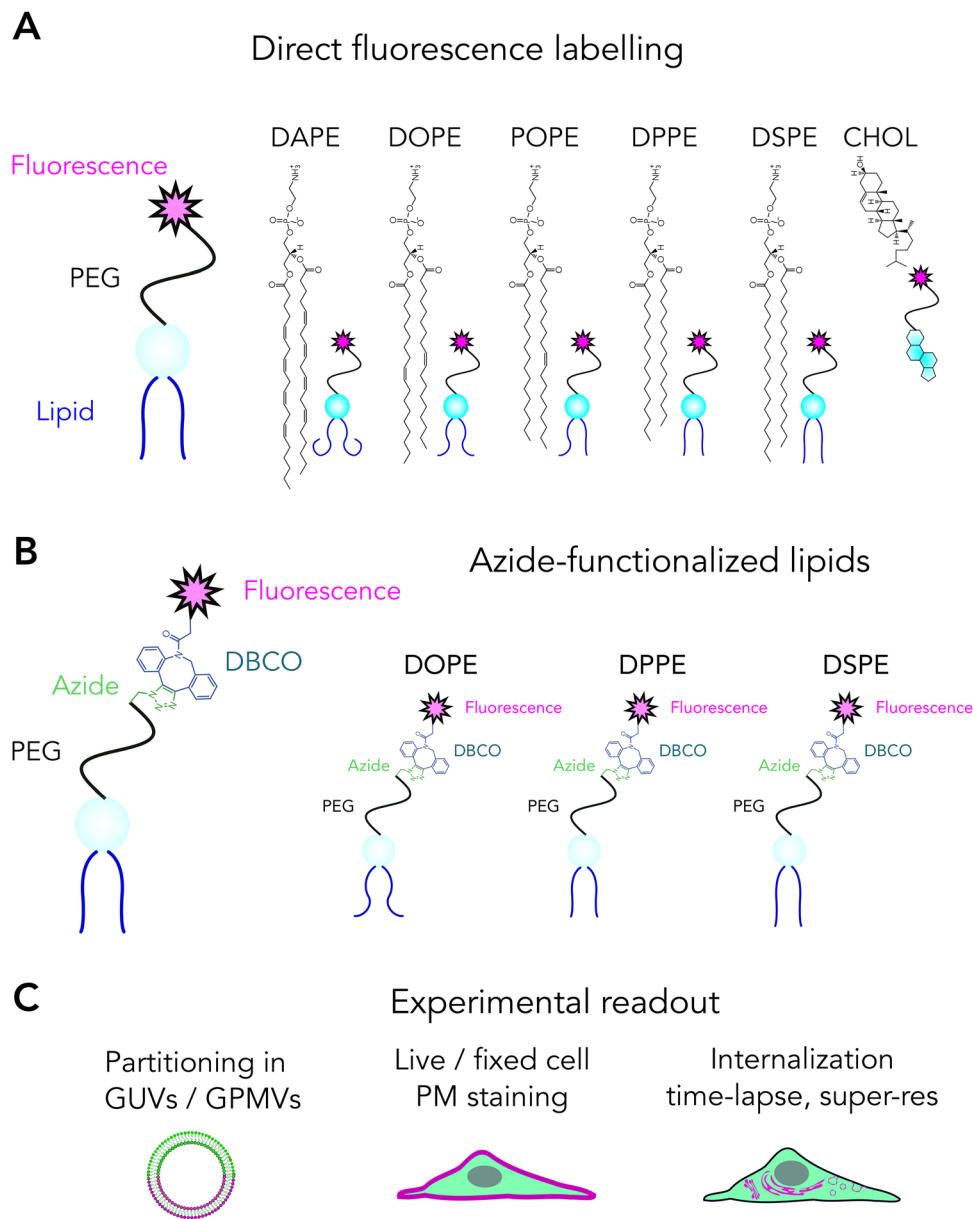 A
Direct fluorescence labelling
DAPE
DOPE
POPE
DPPE
DSPE
CHOL
Fluorescence
PEG
Lipid
B
Azide-functionalized lipids
Fluorescence
DBCO
Azide
PEG
DOPE
Fluorescence
DBCO
Azide
PEG
DPPE
Fluorescence
DBCO
Azide
PEG
DSPE
Fluorescence
DBCO
Azide
PEG
C
Experimental readout
Partitioning in
GUVs / GPMVs
Live / fixed cell
PM staining
Internalization
time-lapse, super-res